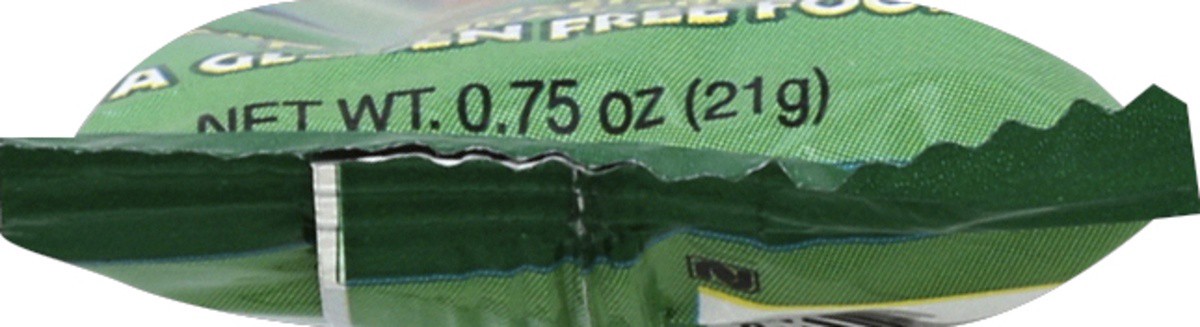 A GLUTEN FREE FOOD
NET WT. 0.75 oz (21g)
N